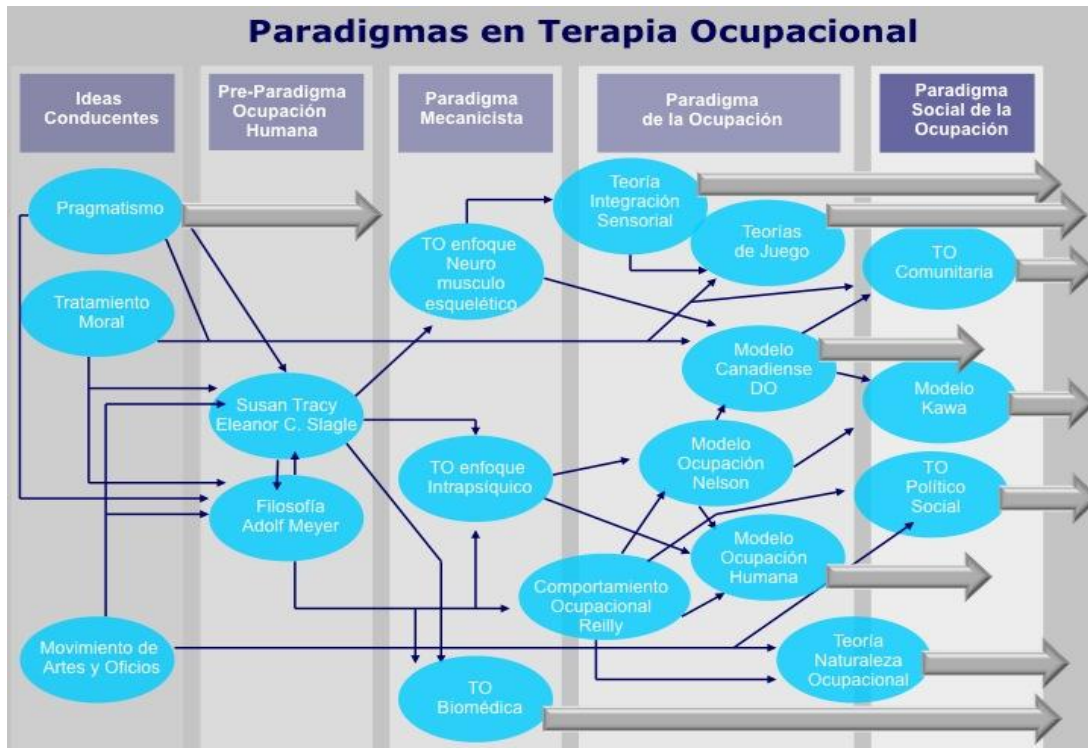 Paradigmas en Terapia Ocupacional
Ideas
Conducentes
Pre-Paradigma
Ocupación
Humana
Paradigma
Mecanicista
Paradigma
de la Ocupación
Paradigma
Social de la
Ocupación
Pragmatismo
Tratamiento
Moral
Movimiento de
Artes y Oficios
Susan Tracy
Eleanor C. Slagle
Filosofía
Adolf Meyer
TO enfoque
Neuro
musculo
esquelético
TO enfoque
Intrapsíquico
TO
Biomédica
Teoría
Integración
Sensorial
Teorías
de Juego
Modelo
Canadiense
DO
Modelo
Ocupación
Nelson
Modelo
Ocupación
Humana
Comportamiento
Ocupacional
Reilly
Teoría
Naturaleza
Ocupacional
TO
Comunitaria
Modelo
Kawa
TO
Político
Social